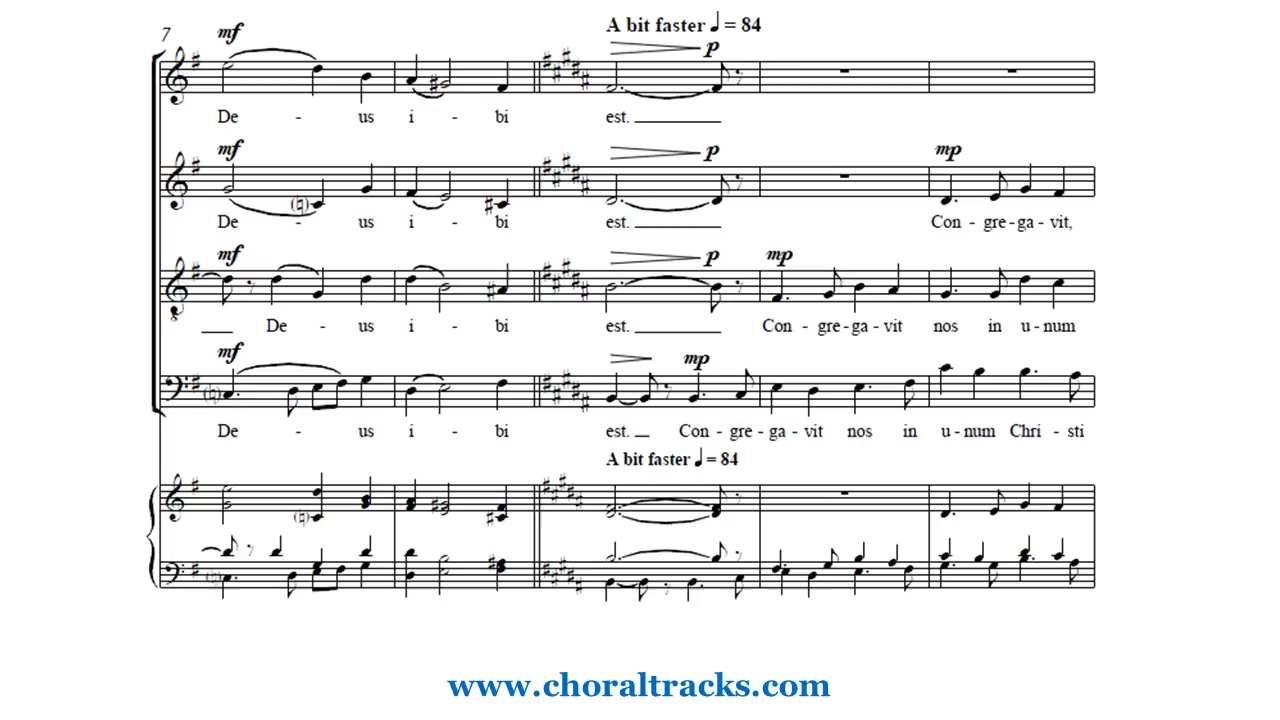 7
mf
A bit faster ♩ = 84
p
De - us i - bi est.
mf
p
mp
De - us i - bi est. Con - gre - ga - vit,
mf
p
mp
De - us i - bi est. Con - gre - ga - vit nos in u - num
mf
mp
De - us i - bi est. Con - gre - ga - vit nos in u - num Chri - sti
A bit faster ♩ = 84
www.choraltracks.com